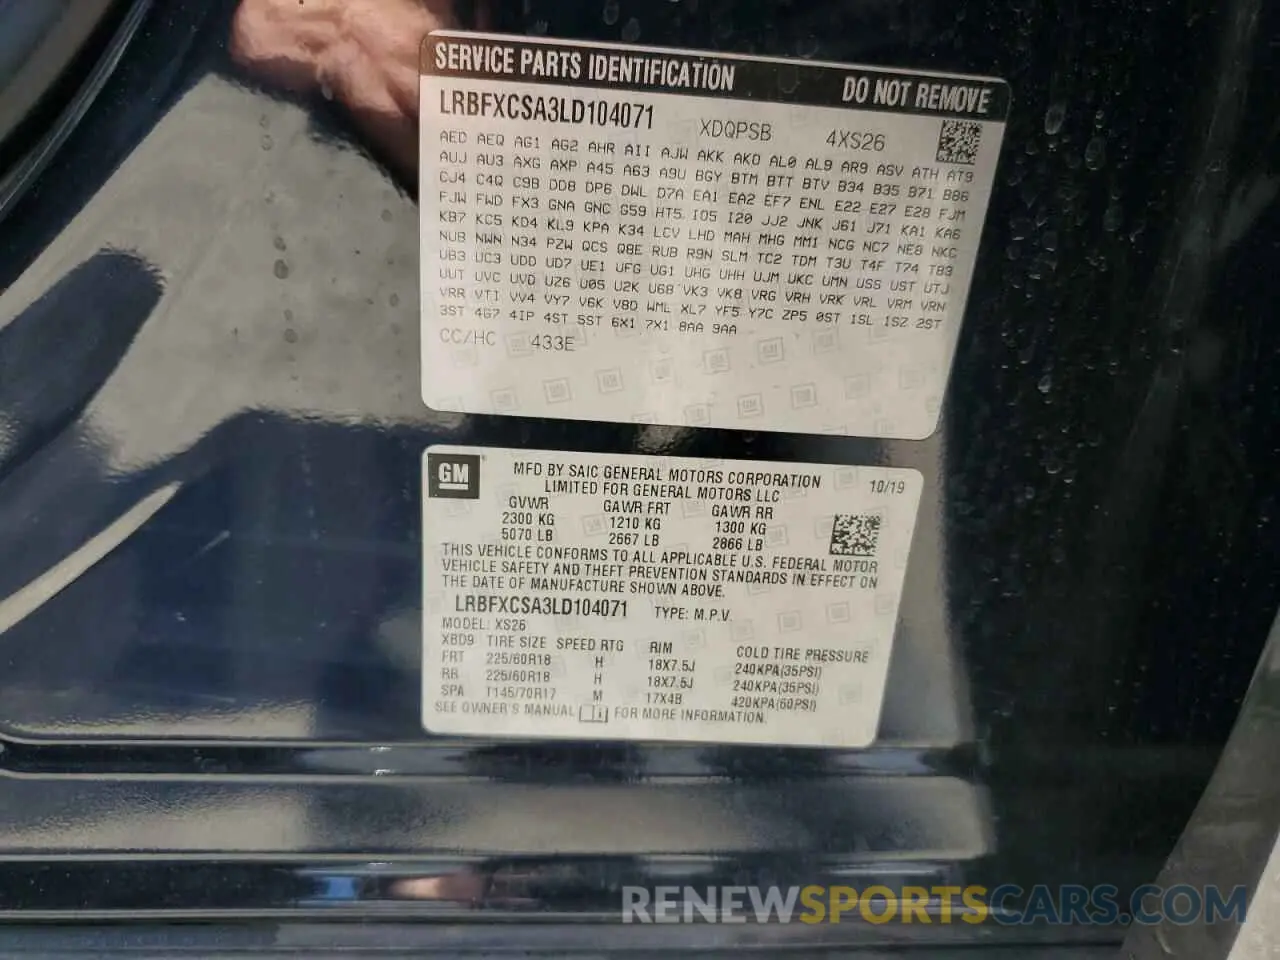 SERVICE PARTS IDENTIFICATION DO NOT REMOVE
LRBFXCSA3LD104071 XDQPSB 4XS26
AED AEQ AG1 AG2 AHR AII AJW AKK AKO AL0 AL9 AR9 ASV ATH AT9
AUJ AU3 AXG AXP A45 A63 A9U BGY BTM BTT BTV B34 B35 B71 B86
CJ4 C4Q C9B DD8 DP6 DWL D7A EA1 EA2 EF7 ENL E22 E27 E28 FJM
FJW FWD FX3 GNA GNC G59 HT5 IO5 I20 JJ2 JNK J61 J71 KA1 KA6
KB7 KC5 KD4 KL9 KPA K34 LCV LHD MAH MHG MM1 NCG NC7 NE8 NKC
NUB NWN N34 PZW QCS Q8E RUB R9N SLM TC2 TDM T3U T4F T74 T83
UB3 UC3 UDD UD7 UE1 UFG UG1 UHG UHH UJM UKC UMN USS UST UTJ
UUT UVC UVD UZ6 U05 U2K U68 VK3 VK8 VRG VRH VRK VRL VRM VRN
VRR VTI VV4 VY7 V6K V8D WML XL7 YF5 Y7C ZP5 0ST 1SL 1SZ 2ST
3ST 4G7 4IP 4ST 5ST 6X1 7X1 8AA 9AA
CC/HC 433E
GM MFD BY SAIC GENERAL MOTORS CORPORATION 10/19
LIMITED FOR GENERAL MOTORS LLC
GVWR GAWR FRT GAWR RR
2300 KG 1210 KG 1300 KG
5070 LB 2667 LB 2866 LB
THIS VEHICLE CONFORMS TO ALL APPLICABLE U.S. FEDERAL MOTOR
VEHICLE SAFETY AND THEFT PREVENTION STANDARDS IN EFFECT ON
THE DATE OF MANUFACTURE SHOWN ABOVE.
LRBFXCSA3LD104071 TYPE: M.P.V.
MODEL: XS26
XBD9 TIRE SIZE SPEED RTG RIM COLD TIRE PRESSURE
FRT 225/60R18 H 18X7.5J 240KPA(35PSI)
RR 225/60R18 H 18X7.5J 240KPA(35PSI)
SPA T145/70R17 M 17X4B 420KPA(60PSI)
SEE OWNER'S MANUAL FOR MORE INFORMATION.
RENEWSPORTSCARS.COM